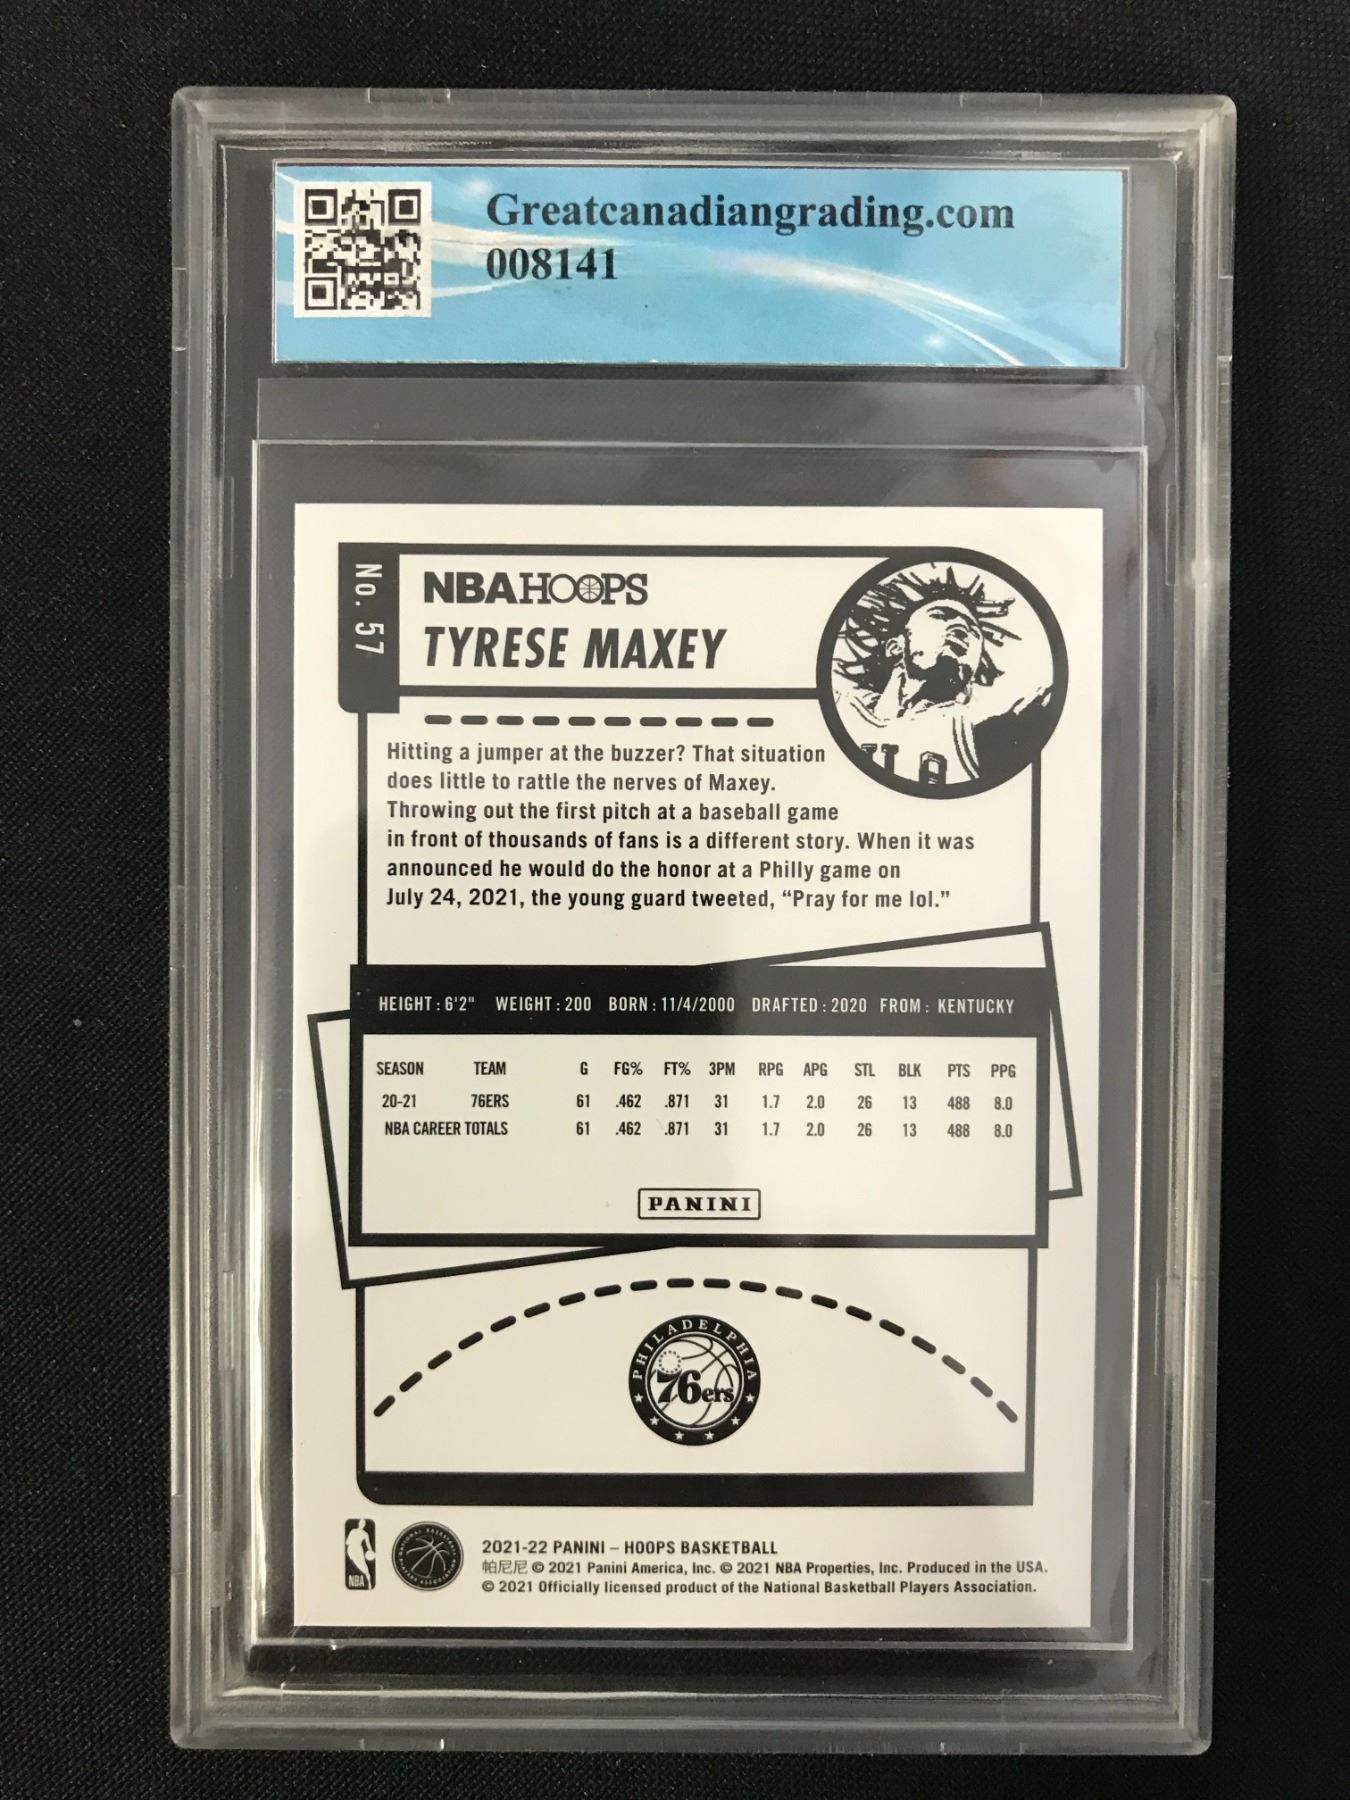 Greatcanadiangrading.com
008141
No. 57
NBA HOOPS
TYRESE MAXEY
Hitting a jumper at the buzzer? That situation
does little to rattle the nerves of Maxey.
Throwing out the first pitch at a baseball game
in front of thousands of fans is a different story. When it was
announced he would do the honor at a Philly game on
July 24, 2021, the young guard tweeted, “Pray for me lol.”
HEIGHT : 6'2" WEIGHT : 200 BORN : 11/4/2000 DRAFTED : 2020 FROM : KENTUCKY
SEASON TEAM G FG% FT% 3PM RPG APG STL BLK PTS PPG
20-21 76ERS 61 .462 .871 31 1.7 2.0 26 13 488 8.0
NBA CAREER TOTALS 61 .462 .871 31 1.7 2.0 26 13 488 8.0
PANINI
PHILADELPHIA
76ers
NBA
NATIONAL BASKETBALL PLAYERS ASSOCIATION
2021-22 PANINI – HOOPS BASKETBALL
帕尼尼 © 2021 Panini America, Inc. © 2021 NBA Properties, Inc. Produced in the USA.
© 2021 Officially licensed product of the National Basketball Players Association.